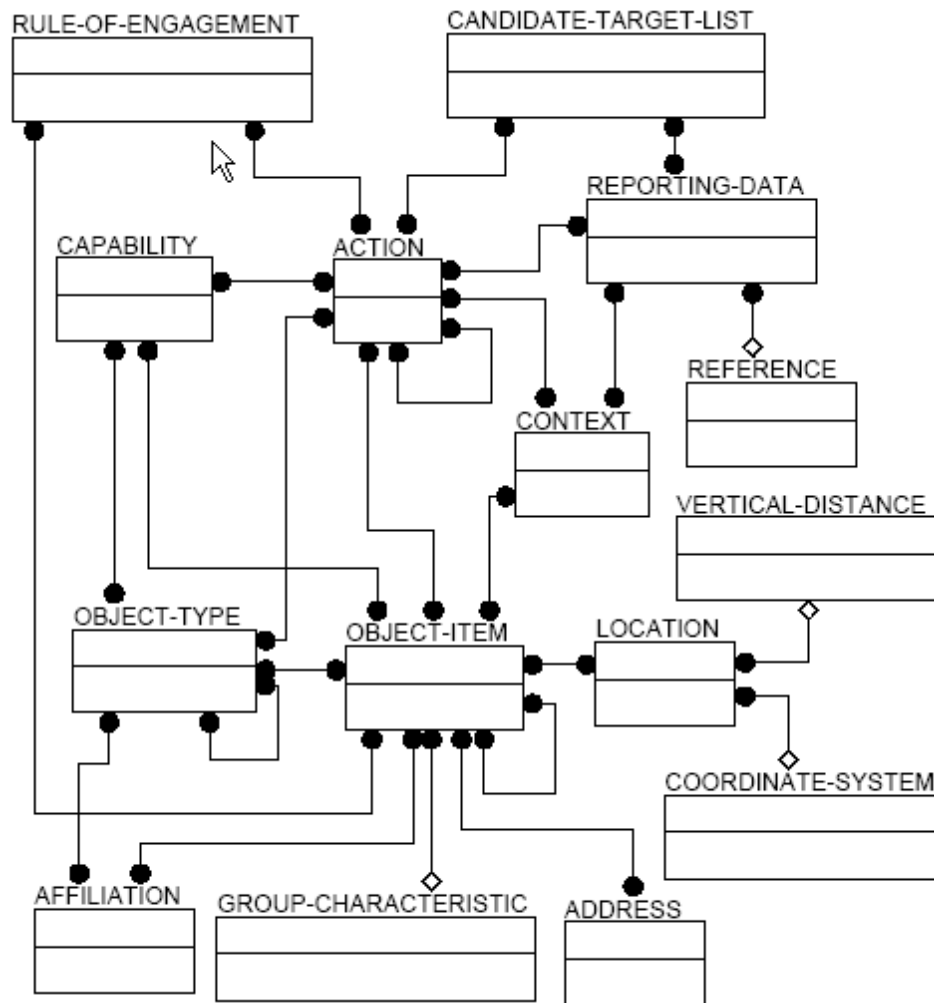 RULE-OF-ENGAGEMENT
CANDIDATE-TARGET-LIST
REPORTING-DATA
CAPABILITY
ACTION
REFERENCE
CONTEXT
VERTICAL-DISTANCE
OBJECT-TYPE
OBJECT-ITEM
LOCATION
COORDINATE-SYSTEM
AFFILIATION
GROUP-CHARACTERISTIC
ADDRESS